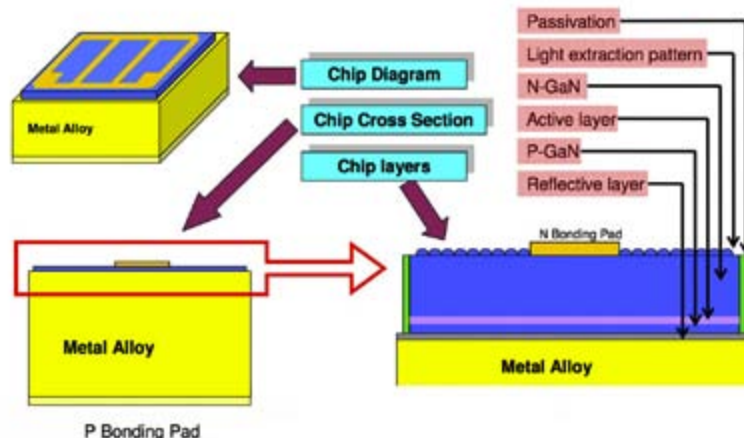 Passivation
Light extraction pattern
N-GaN
Active layer
P-GaN
Reflective layer
Chip Diagram
Chip Cross Section
Chip layers
Metal Alloy
N Bonding Pad
Metal Alloy
Metal Alloy
P Bonding Pad